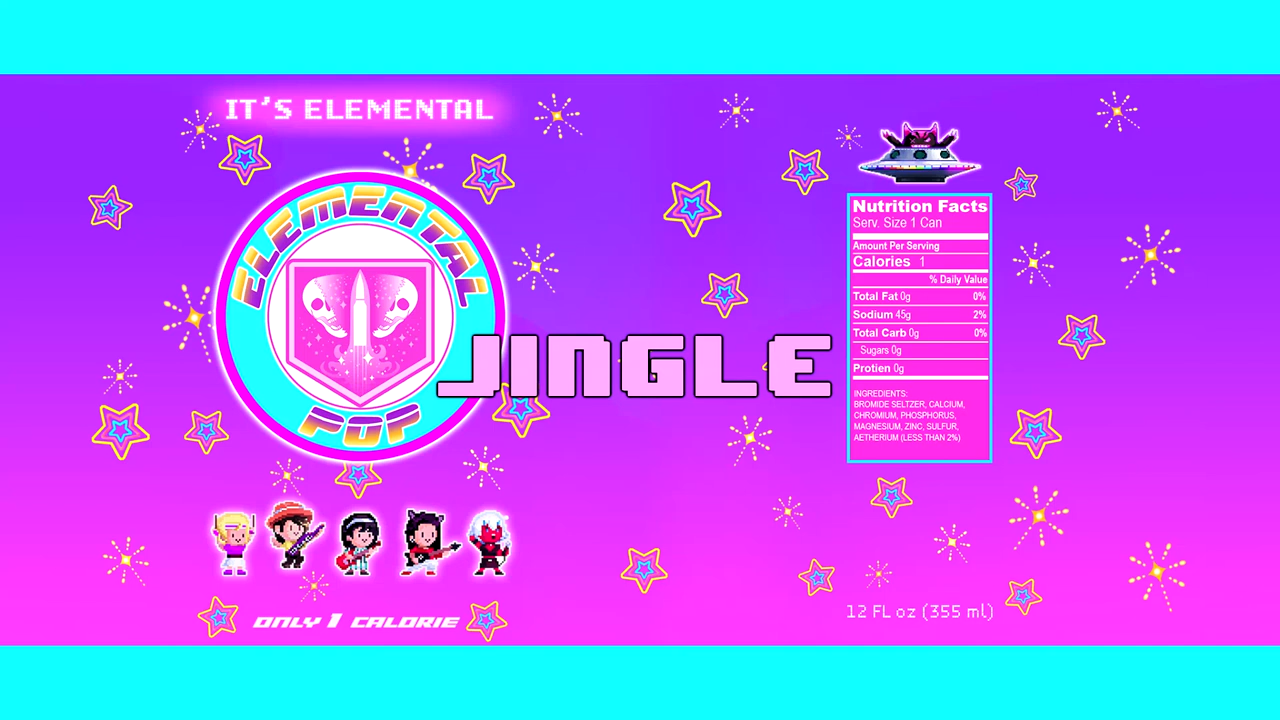 IT'S ELEMENTAL
ELEMENTAL
POP
JINGLE
ONLY 1 CALORIE
Nutrition Facts
Serv. Size 1 Can
Amount Per Serving
Calories 1
% Daily Value
Total Fat 0g 0%
Sodium 45g 2%
Total Carb 0g 0%
Sugars 0g
Protien 0g
INGREDIENTS:
BROMIDE SELTZER, CALCIUM,
CHROMIUM, PHOSPHORUS,
MAGNESIUM, ZINC, SULFUR,
AETHERIUM (LESS THAN 2%)
12 FL oz (355 ml)